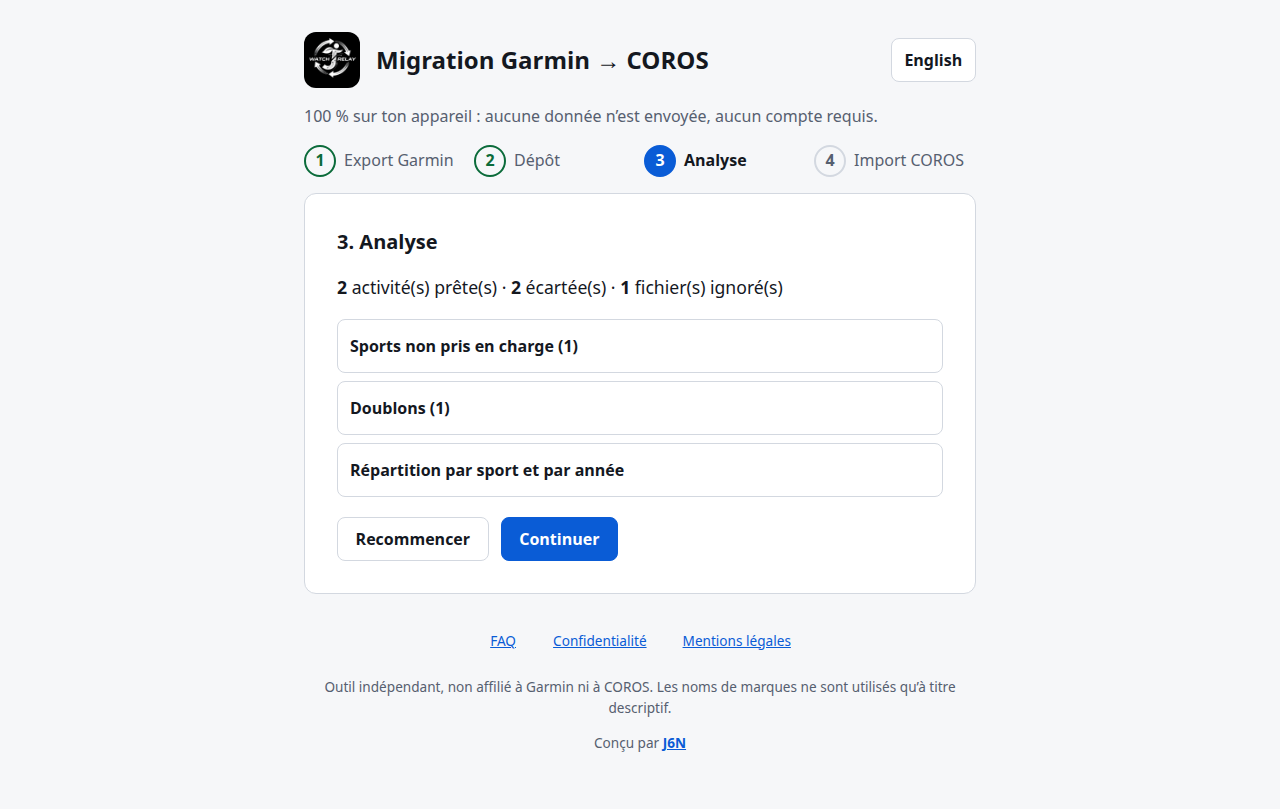 WATCH RELAY
Migration Garmin → COROS
English
100 % sur ton appareil : aucune donnée n’est envoyée, aucun compte requis.
1 Export Garmin
2 Dépôt
3 Analyse
4 Import COROS
3. Analyse
2 activité(s) prête(s) · 2 écartée(s) · 1 fichier(s) ignoré(s)
Sports non pris en charge (1)
Doublons (1)
Répartition par sport et par année
Recommencer
Continuer
FAQ
Confidentialité
Mentions légales
Outil indépendant, non affilié à Garmin ni à COROS. Les noms de marques ne sont utilisés qu’à titre
descriptif.
Conçu par J6N